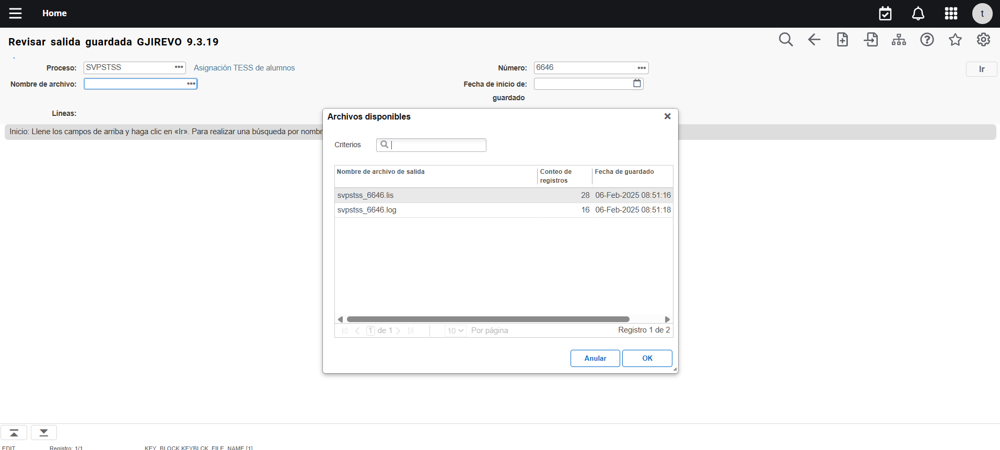 Home
t
Revisar salida guardada GJIREVO 9.3.19
Proceso: SVPSTSS ••• Asignación TESS de alumnos Número: 6646 ••• Ir
Nombre de archivo: ••• Fecha de inicio de: guardado
Líneas:
Inicio: Llene los campos de arriba y haga clic en «Ir». Para realizar una búsqueda por nombr
Archivos disponibles
Criterios
Nombre de archivo de salida Conteo de registros Fecha de guardado
svpstss_6646.lis 28 06-Feb-2025 08:51:16
svpstss_6646.log 16 06-Feb-2025 08:51:18
1 de 1 10 Por página Registro 1 de 2
Anular OK
EDIT Registro: 1/1 KEY_BLOCK.KEYBLCK_FILE_NAME [1]